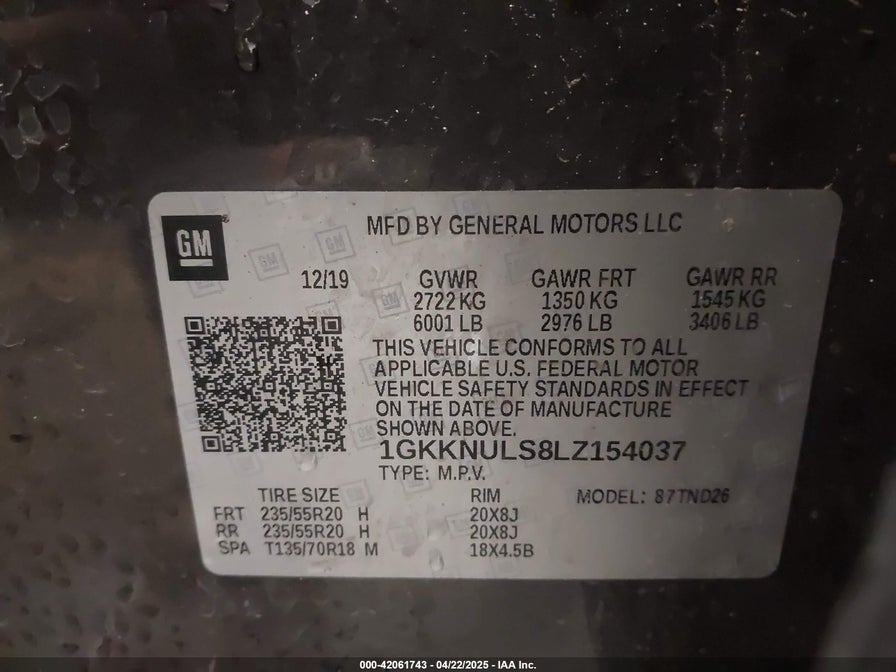 GM
MFD BY GENERAL MOTORS LLC
12/19 GVWR GAWR FRT GAWR RR
2722 KG 1350 KG 1545 KG
6001 LB 2976 LB 3406 LB
THIS VEHICLE CONFORMS TO ALL
APPLICABLE U.S. FEDERAL MOTOR
VEHICLE SAFETY STANDARDS IN EFFECT
ON THE DATE OF MANUFACTURE
SHOWN ABOVE.
1GKKNULS8LZ154037
TYPE: M.P.V.
TIRE SIZE RIM MODEL: 87TND26
FRT 235/55R20 H 20X8J
RR 235/55R20 H 20X8J
SPA T135/70R18 M 18X4.5B
000-42061743 - 04/22/2025 - IAA Inc.